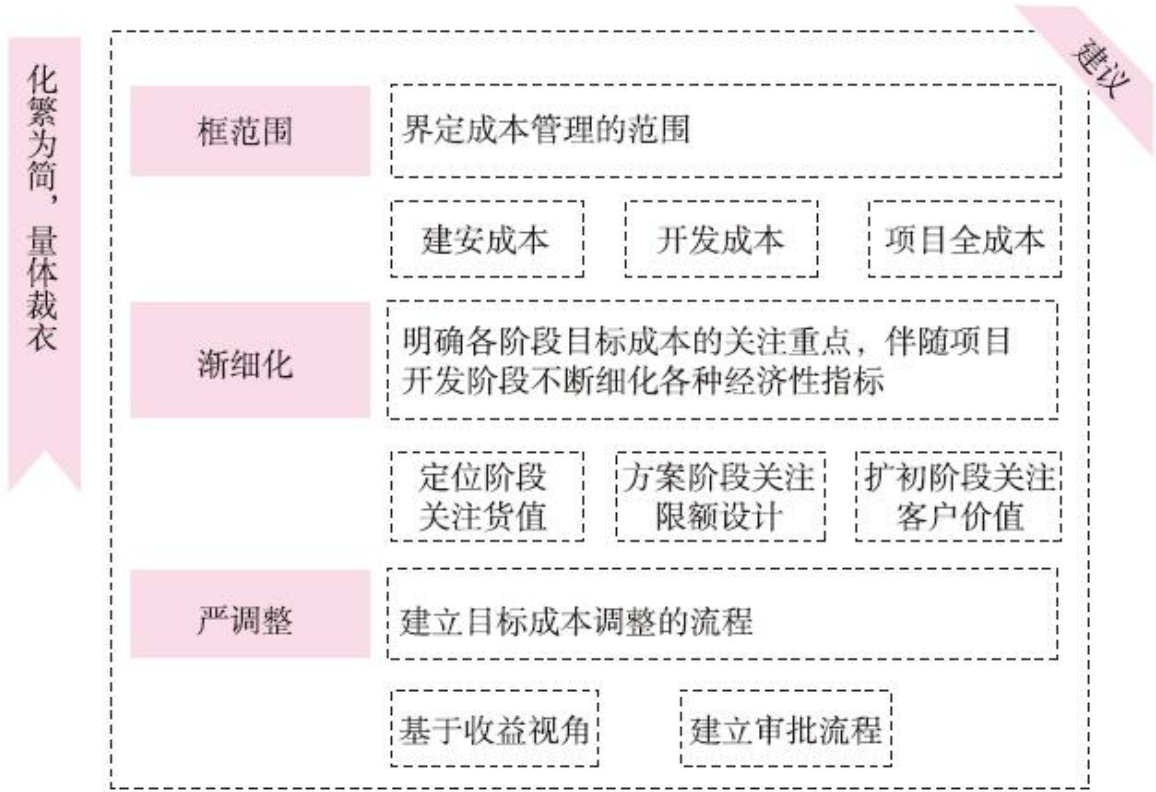 建议
化繁为简，量体裁衣
框范围
界定成本管理的范围
建安成本
开发成本
项目全成本
渐细化
明确各阶段目标成本的关注重点，伴随项目
开发阶段不断细化各种经济性指标
定位阶段
关注货值
方案阶段关注
限额设计
扩初阶段关注
客户价值
严调整
建立目标成本调整的流程
基于收益视角
建立审批流程